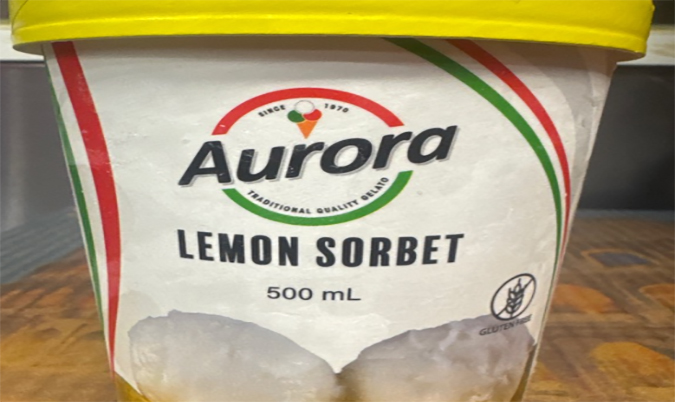 SINCE 1970
Aurora
TRADITIONAL QUALITY GELATO
LEMON SORBET
500 mL
GLUTEN FREE